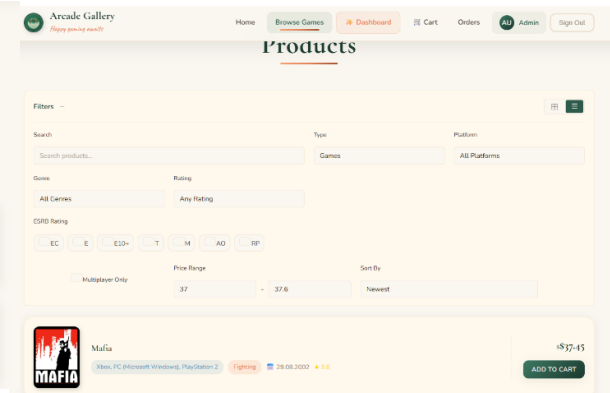 Arcade Gallery
Happy gaming awaits
Home
Browse Games
Dashboard
Cart
Orders
AU
Admin
Sign Out
Products
Filters −
Search
Type
Platform
Search products...
Games
All Platforms
Genre
Rating
All Genres
Any Rating
ESRB Rating
EC
E
E10+
T
M
AO
RP
Price Range
Sort By
Multiplayer Only
37
-
37.6
Newest
Mafia
$37.45
Xbox, PC (Microsoft Windows), PlayStation 2
Fighting
28.08.2002
ADD TO CART
MAFIA